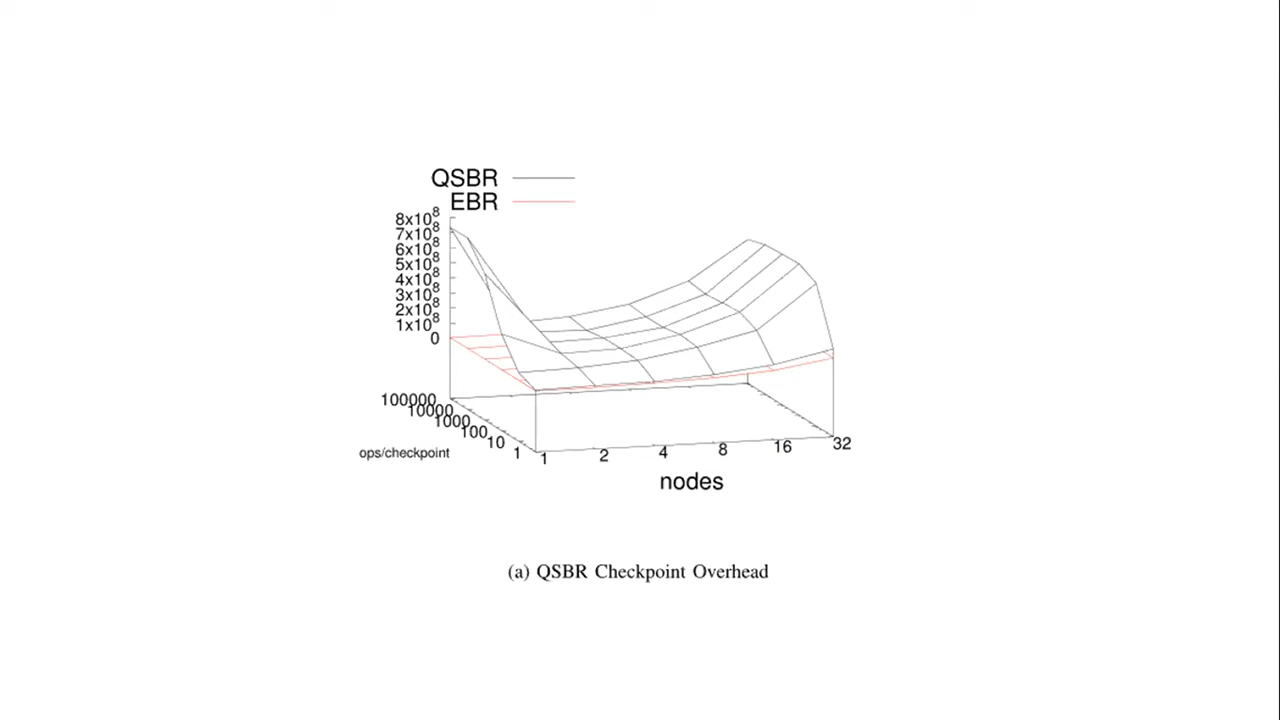 QSBR
EBR
8x10^8
7x10^8
6x10^8
5x10^8
4x10^8
3x10^8
2x10^8
1x10^8
0
100000
10000
1000
100
10
1
ops/checkpoint
1
2
4
8
16
32
nodes
(a) QSBR Checkpoint Overhead